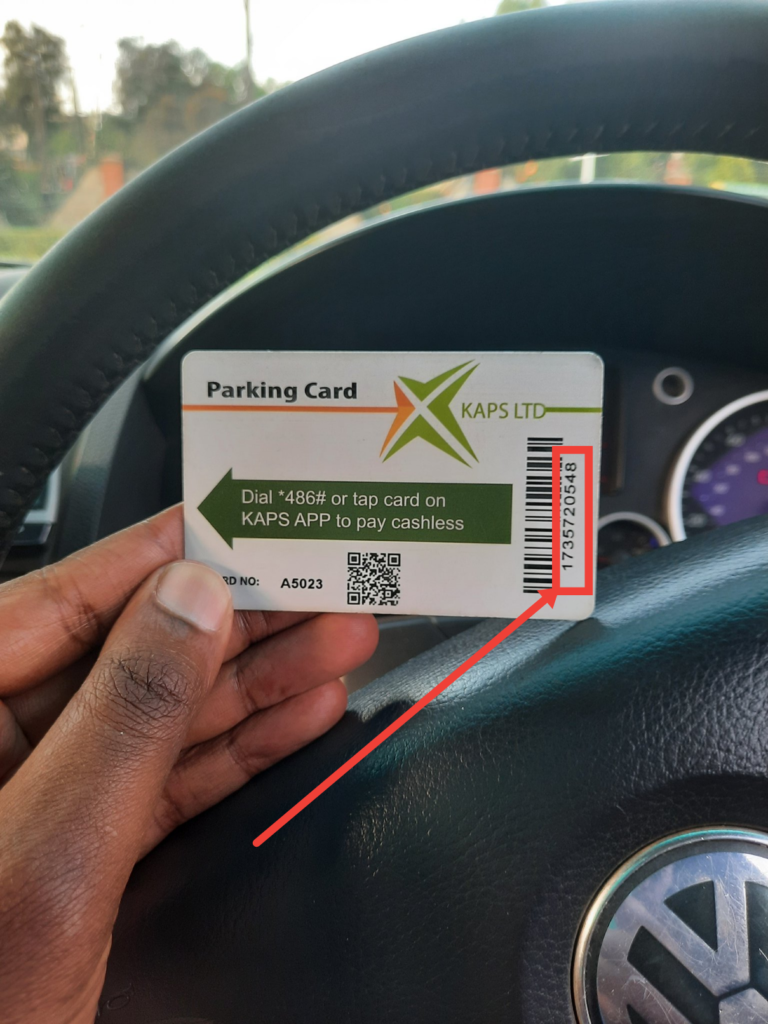 Parking Card
KAPS LTD
Dial *486# or tap card on
KAPS APP to pay cashless
RD NO: A5023
1735720548